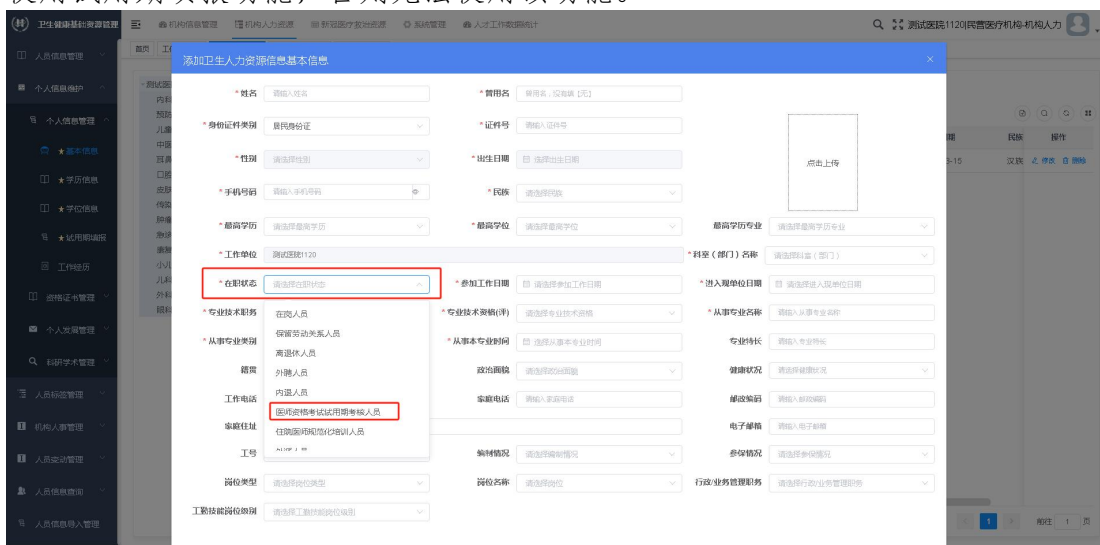 卫生健康基础资源管理
机构信息管理 机构人力资源 新冠医疗救治资源 系统管理 人才工作数据统计
测试医院1120|民营医疗机构-机构人力
首页
人员信息管理
个人信息维护
个人信息管理
★基本信息
★学历信息
★学位信息
★试用期填报
工作经历
资格证书管理
个人发展管理
科研学术管理
人员标签管理
机构人事管理
人员变动管理
人员信息查询
人员信息导入管理
添加卫生人力资源信息基本信息 ×
*姓名 请输入姓名 *曾用名 曾用名，没有填【无】
*身份证件类别 居民身份证 *证件号 请输入证件号
*性别 请选择性别 *出生日期 选择出生日期
点击上传
*手机号码 请输入手机号码 *民族 请选择民族
*最高学历 请选择最高学历 *最高学位 请选择最高学位 最高学历专业 请选择最高学历专业
*工作单位 测试医院1120 *科室（部门）名称 请选择科室（部门）
*在职状态 请选择在职状态 *参加工作日期 请选择参加工作日期 *进入现单位日期 请选择进入现单位日期
*专业技术职务 *专业技术资格(评) 请选择专业技术资格 *从事专业名称 请输入从事专业名称
*从事专业类别 *从事本专业时间 选择从事本专业时间 专业特长 请输入专业特长
籍贯 政治面貌 请选择政治面貌 健康状况 请选择健康状况
工作电话 家庭电话 请输入家庭电话 邮政编码 请输入邮政编码
家庭住址 电子邮箱 请输入电子邮箱
工号 编制情况 请选择编制情况 参保情况 请选择参保情况
岗位类型 请选择岗位类型 岗位名称 请选择岗位 行政/业务管理职务 请选择行政/业务管理职务
工勤技能岗位级别 请选择工勤技能岗位级别
在岗人员
保留劳动关系人员
离退休人员
外聘人员
内退人员
医师资格考试试用期考核人员
住院医师规范化培训人员
民族 操作
3-15 汉族 修改 删除
1 前往 1 页